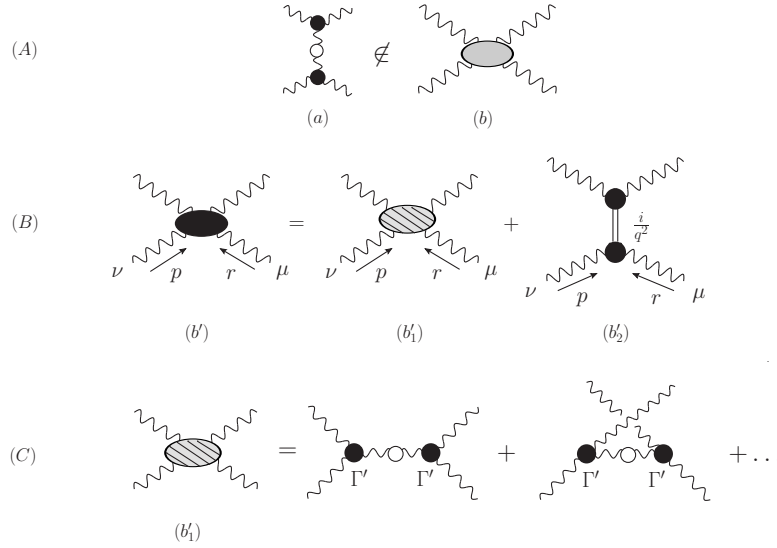 (A) ∉
(a) (b)
(B) = + i/q²
ν p r μ ν p r μ ν p r μ
(b′) (b′₁) (b′₂)
(C) = + + . .
Γ′ Γ′ Γ′ Γ′
(b′₁)